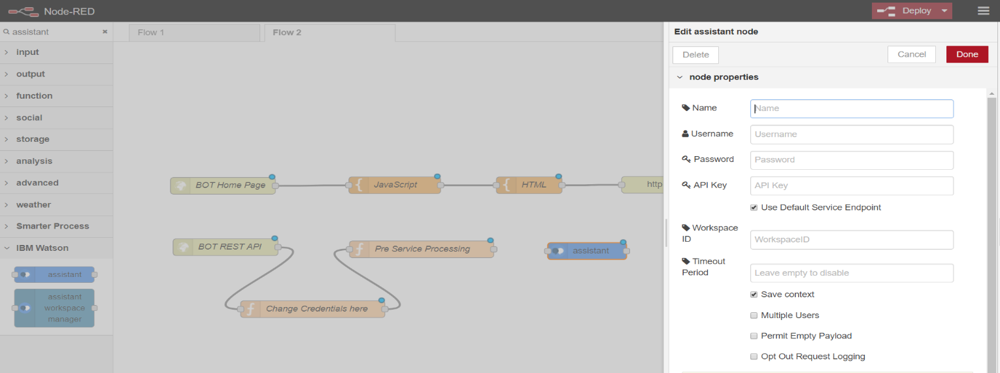 Node-RED
Deploy
assistant
input
output
function
social
storage
analysis
advanced
weather
Smarter Process
IBM Watson
assistant
assistant
workspace
manager
Flow 1
Flow 2
BOT Home Page
JavaScript
HTML
http
BOT REST API
Pre Service Processing
assistant
Change Credentials here
Edit assistant node
Delete
Cancel
Done
node properties
Name
Name
Username
Username
Password
Password
API Key
API Key
Use Default Service Endpoint
Workspace
ID
WorkspaceID
Timeout
Period
Leave empty to disable
Save context
Multiple Users
Permit Empty Payload
Opt Out Request Logging